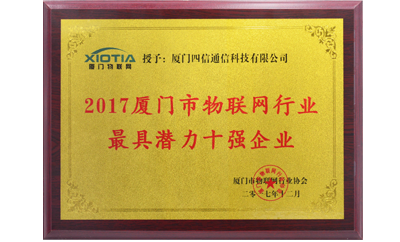 XIOTIA
厦门物联网
授予:厦门四信通信科技有限公司
2017厦门市物联网行业
最具潜力十强企业
厦门市物联网行业协会
二〇一七年十二月